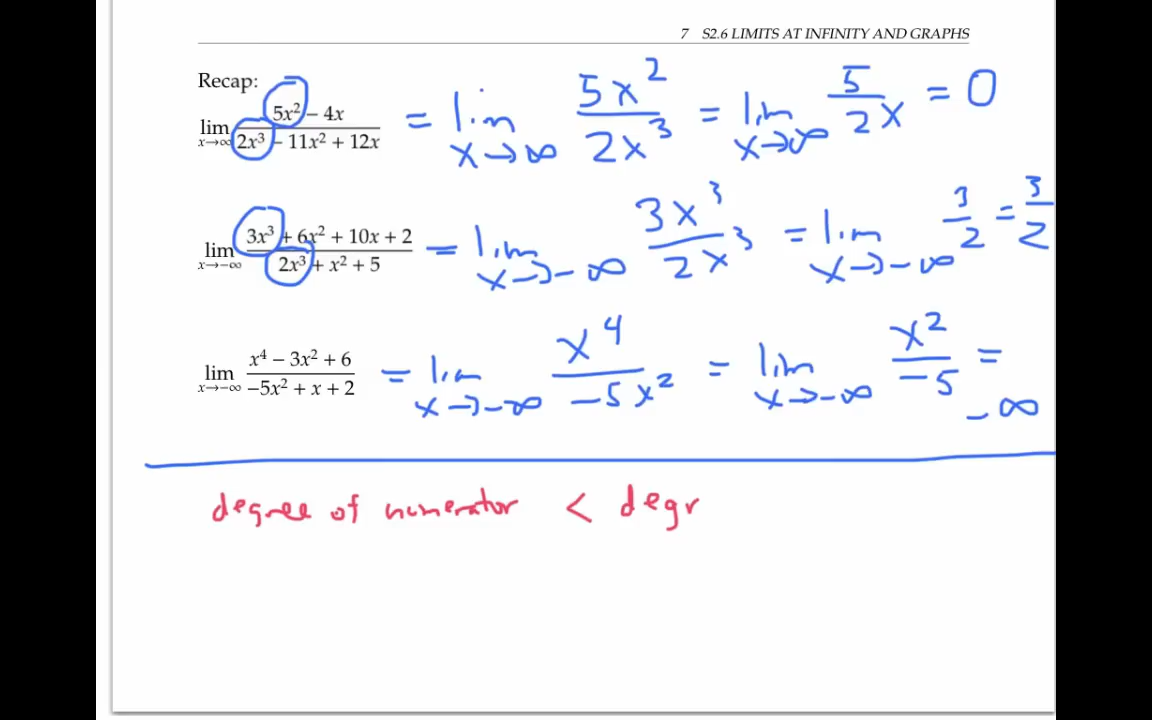 7 S2.6 LIMITS AT INFINITY AND GRAPHS
Recap:
lim x→∞ (5x² − 4x)/(2x³ − 11x² + 12x) = lim x→∞ 5x²/2x³ = lim x→∞ 5/2x = 0
lim x→−∞ (3x³ + 6x² + 10x + 2)/(2x³ + x² + 5) = lim x→−∞ 3x³/2x³ = lim x→−∞ 3/2 = 3/2
lim x→−∞ (x⁴ − 3x² + 6)/(−5x² + x + 2) = lim x→−∞ x⁴/−5x² = lim x→−∞ x²/−5 = −∞
degree of numerator < degr